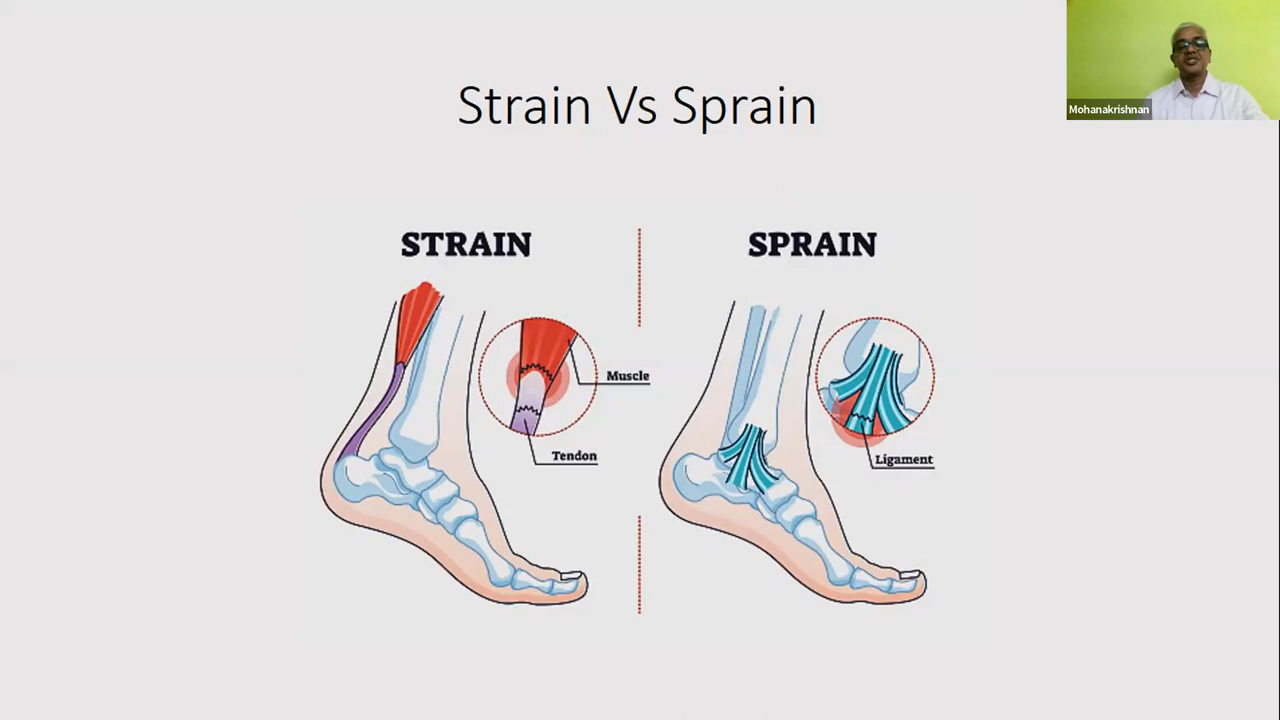 Mohanakrishnan
Strain Vs Sprain
STRAIN
SPRAIN
Muscle
Tendon
Ligament